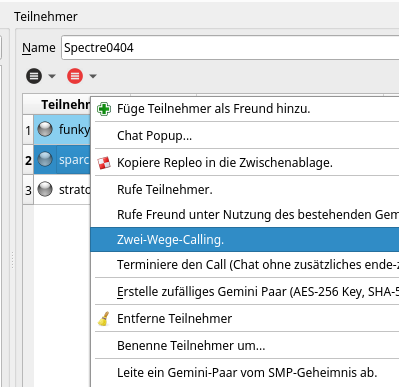 Teilnehmer
Name Spectre0404
Teilnehm
1 funky
2 sparc
3 strato
Füge Teilnehmer als Freund hinzu.
Chat Popup...
Kopiere Repleo in die Zwischenablage.
Rufe Teilnehmer.
Rufe Freund unter Nutzung des bestehenden Gem
Zwei-Wege-Calling.
Terminiere den Call (Chat ohne zusätzliches ende-z
Erstelle zufälliges Gemini Paar (AES-256 Key, SHA-5
Entferne Teilnehmer
Benenne Teilnehmer um...
Leite ein Gemini-Paar vom SMP-Geheimnis ab.